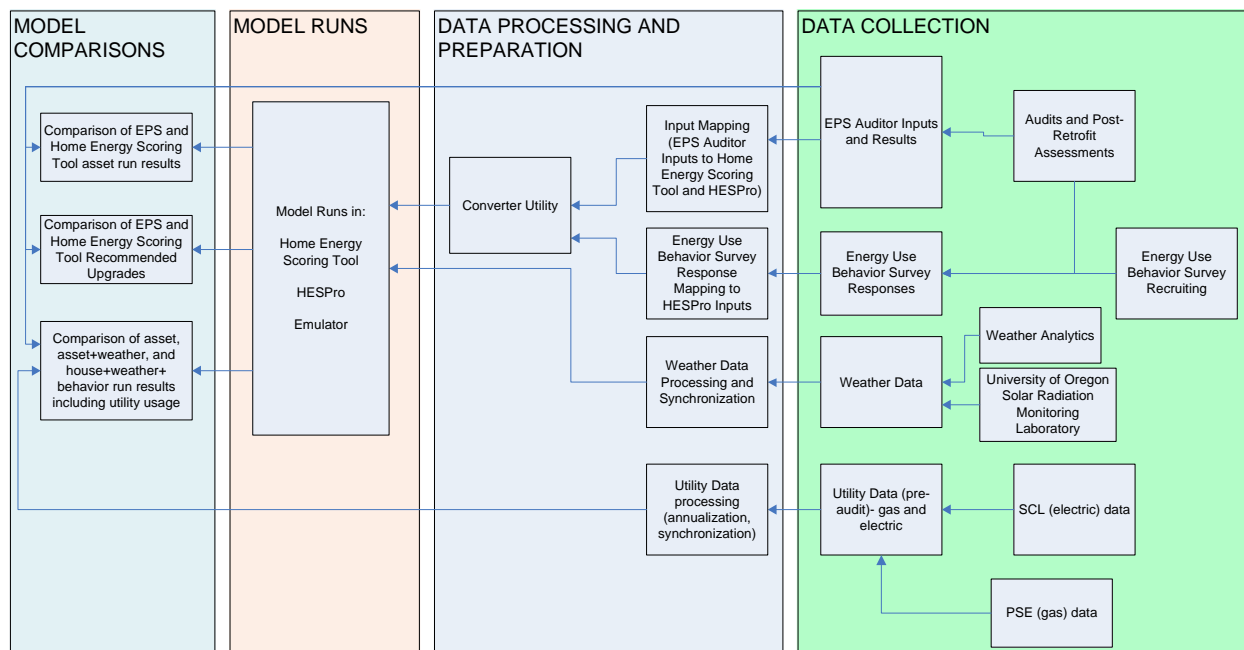 MODEL
COMPARISONS
MODEL RUNS
DATA PROCESSING AND
PREPARATION
DATA COLLECTION
Comparison of EPS and
Home Energy Scoring
Tool asset run results
Comparison of EPS and
Home Energy Scoring
Tool Recommended
Upgrades
Comparison of asset,
asset+weather, and
house+weather+
behavior run results
including utility usage
Model Runs in:
Home Energy
Scoring Tool
HESPro
Emulator
Converter Utility
Input Mapping
(EPS Auditor
Inputs to Home
Energy Scoring
Tool and HESPro)
Energy Use
Behavior Survey
Response
Mapping to
HESPro Inputs
Weather Data
Processing and
Synchronization
Utility Data
processing
(annualization,
synchronization)
EPS Auditor Inputs
and Results
Energy Use
Behavior Survey
Responses
Weather Data
Utility Data (pre-
audit)- gas and
electric
Audits and Post-
Retrofit
Assessments
Energy Use
Behavior Survey
Recruiting
Weather Analytics
University of Oregon
Solar Radiation
Monitoring
Laboratory
SCL (electric) data
PSE (gas) data